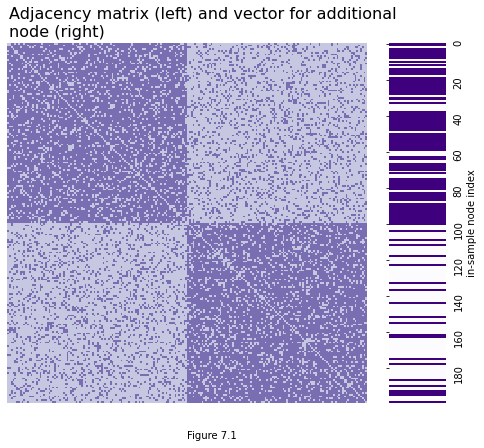 Adjacency matrix (left) and vector for additional
node (right)
0
20
40
60
80
100
120
140
160
180
in-sample node index
Figure 7.1